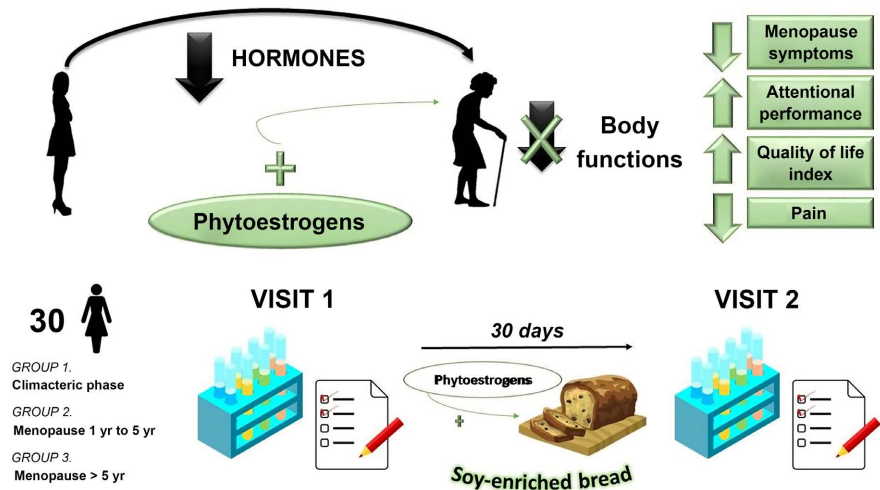 HORMONES
Phytoestrogens
Body
functions
Menopause
symptoms
Attentional
performance
Quality of life
index
Pain
30
GROUP 1.
Climacteric phase
GROUP 2.
Menopause 1 yr to 5 yr
GROUP 3.
Menopause > 5 yr
VISIT 1
30 days
Phytoestrogens
Soy-enriched bread
VISIT 2